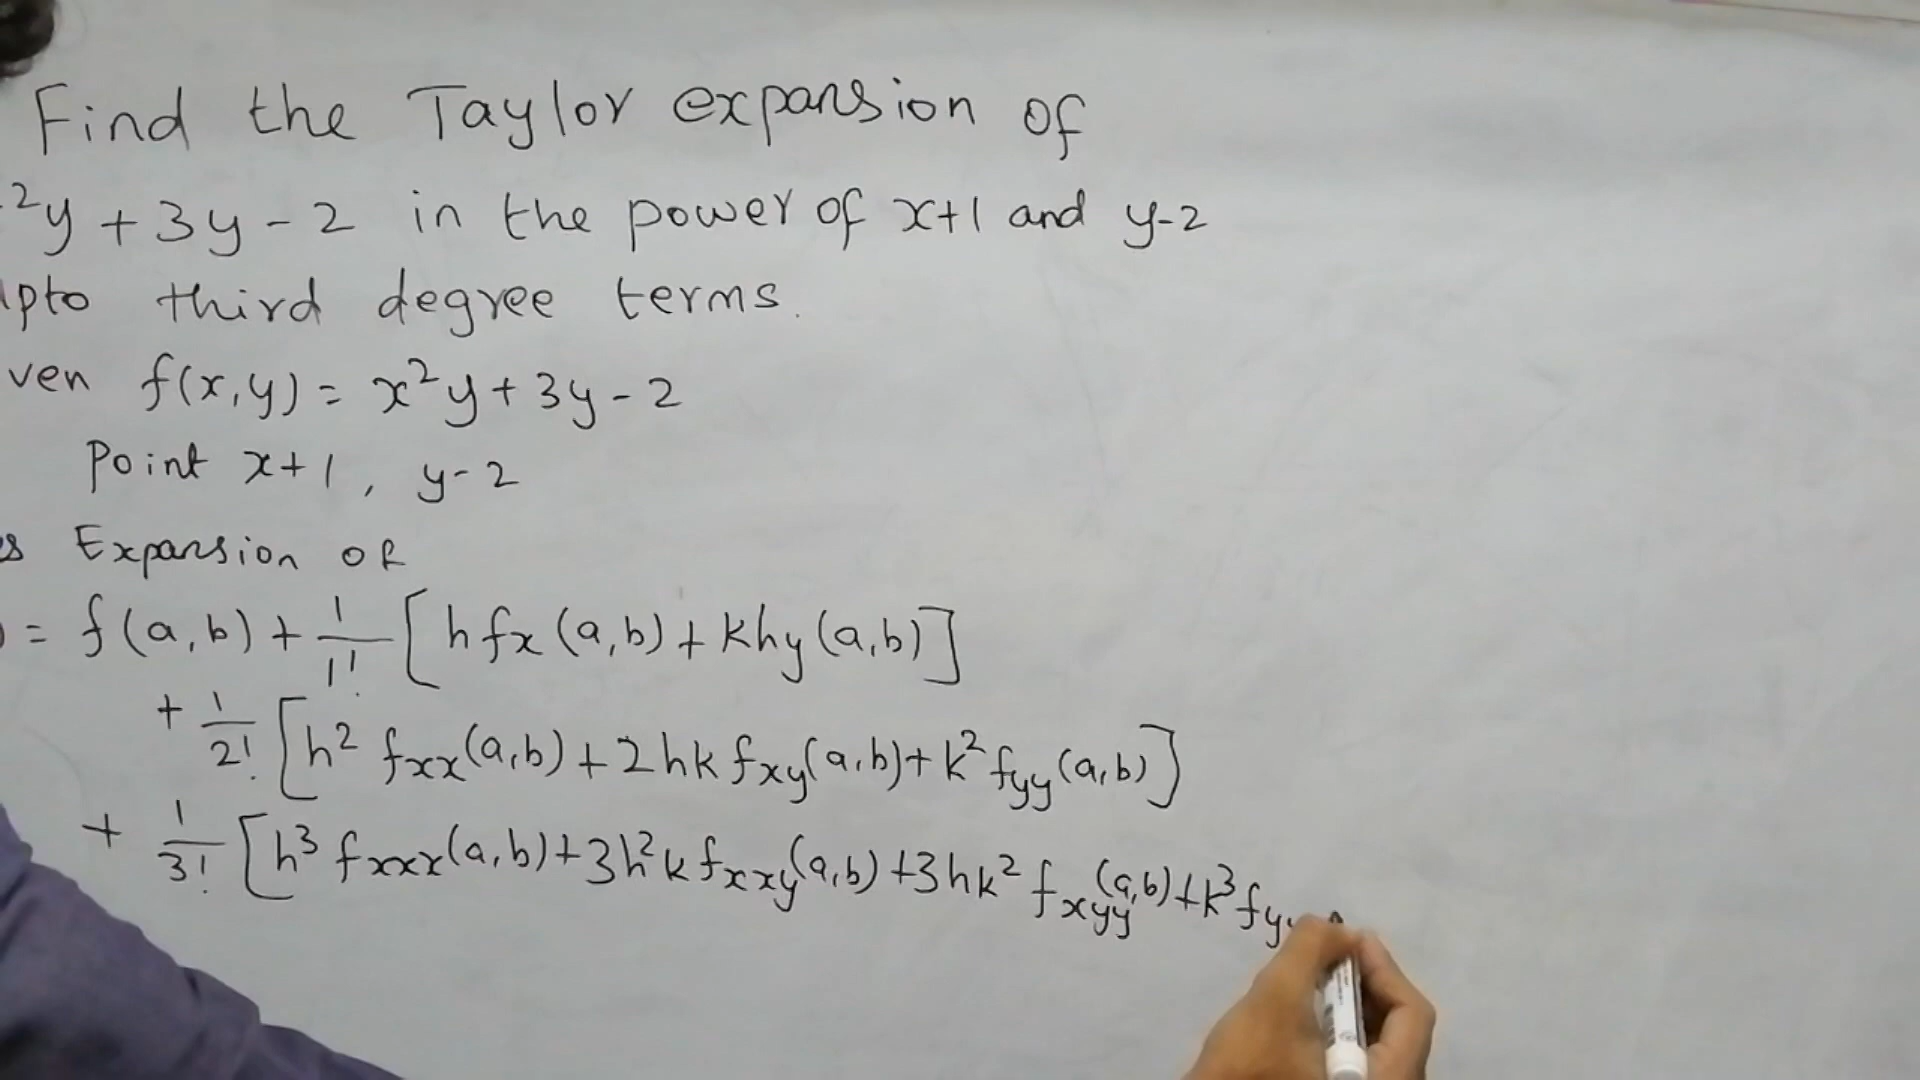 Find the Taylor expansion of
²y + 3y - 2 in the power of x+1 and y-2
pto third degree terms.
ven f(x,y) = x²y + 3y - 2
Point x+1, y-2
s Expansion of
) = f(a,b) + 1/1! [h fx (a,b) + k hy (a,b)]
+ 1/2! [h² fxx (a,b) + 2hk fxy (a,b) + k² fyy (a,b)]
+ 1/3! [h³ fxxx (a,b) + 3h²k fxxy (a,b) + 3hk² fxyy (a,b) + k³ fy